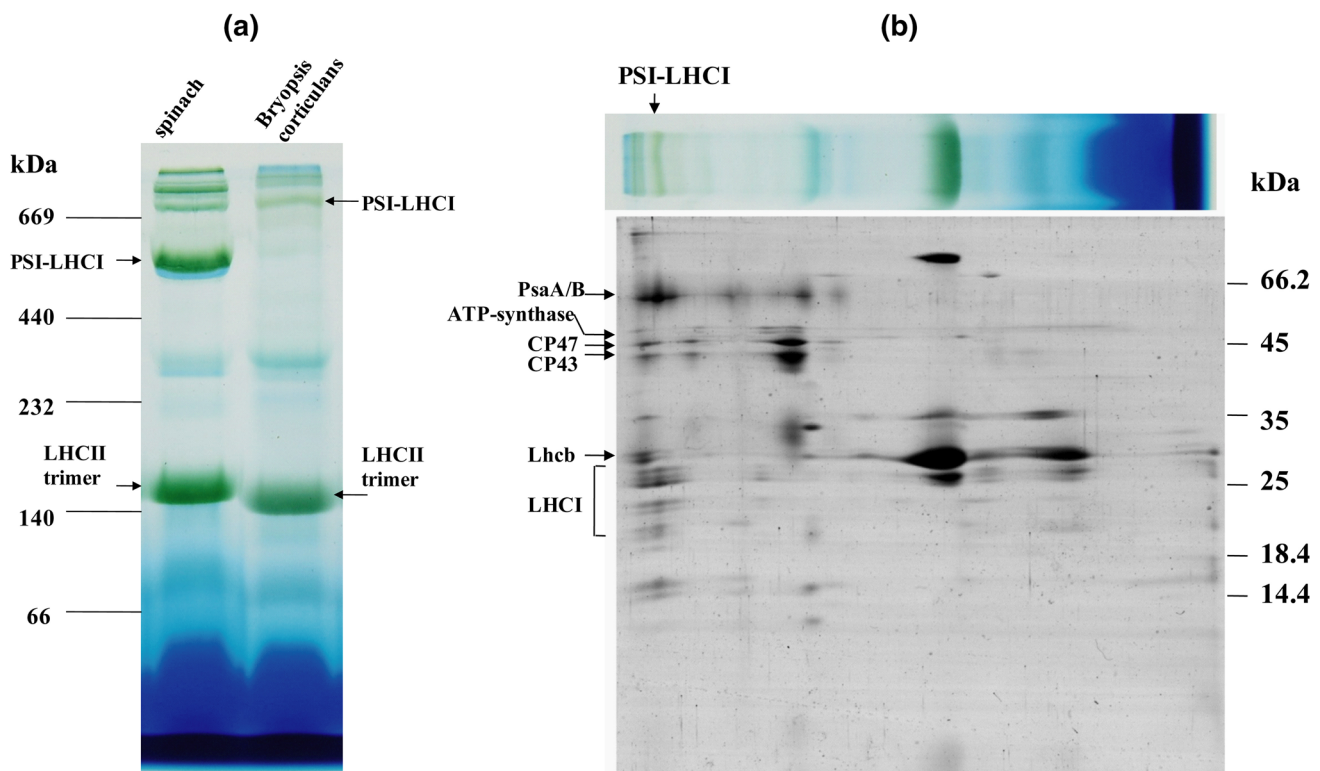 (a)
spinach
Bryopsis
corticulans
kDa
669
PSI-LHCI
440
232
LHCII
trimer
140
66
PSI-LHCI
LHCII
trimer
(b)
PSI-LHCI
kDa
PsaA/B
ATP-synthase
CP47
CP43
Lhcb
LHCI
66.2
45
35
25
18.4
14.4